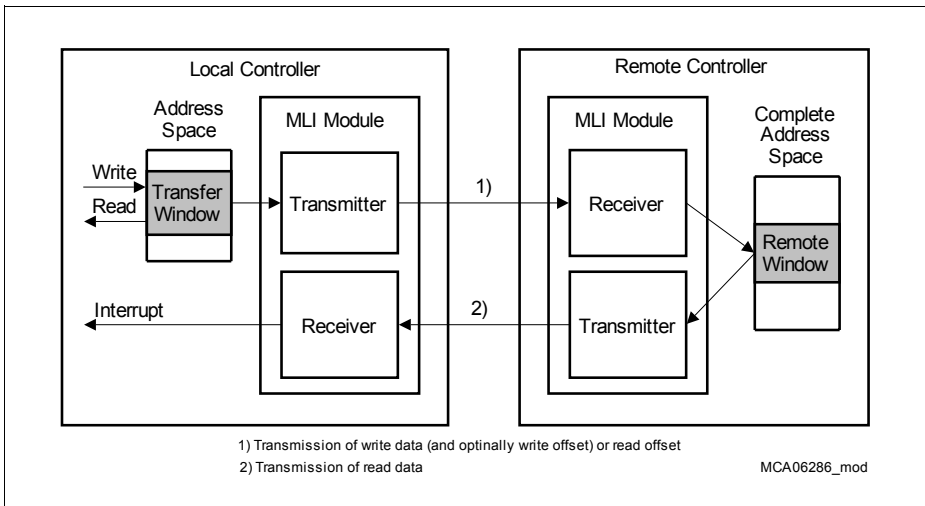 Local Controller
Remote Controller
Address
Space
MLI Module
MLI Module
Complete
Address
Space
Write
Read
Transfer
Window
Transmitter
1)
Receiver
Remote
Window
Interrupt
Receiver
2)
Transmitter
1) Transmission of write data (and optinally write offset) or read offset
2) Transmission of read data
MCA06286_mod